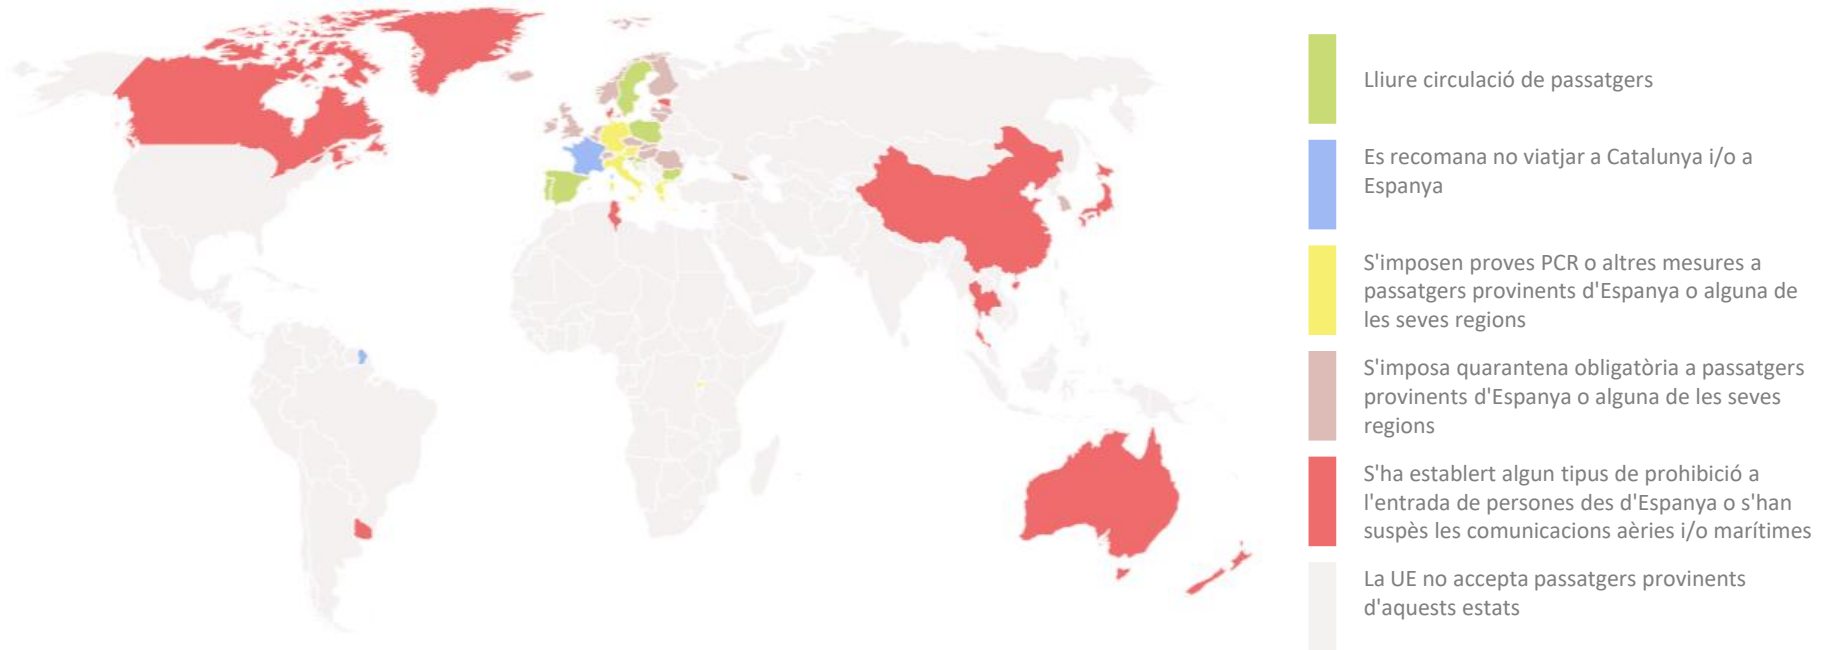 Lliure circulació de passatgers
Es recomana no viatjar a Catalunya i/o a
Espanya
S'imposen proves PCR o altres mesures a
passatgers provinents d'Espanya o alguna de
les seves regions
S'imposa quarantena obligatòria a passatgers
provinents d'Espanya o alguna de les seves
regions
S'ha establert algun tipus de prohibició a
l'entrada de persones des d'Espanya o s'han
suspès les comunicacions aèries i/o marítimes
La UE no accepta passatgers provinents
d'aquests estats